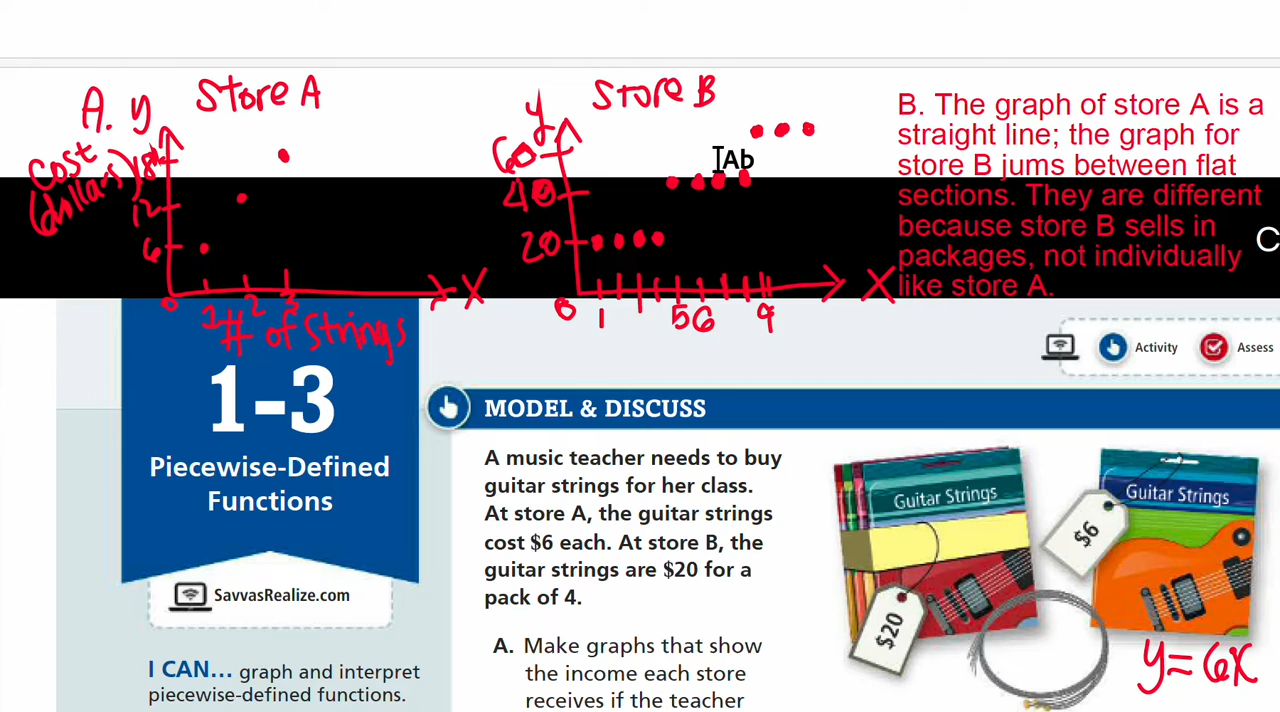 A. y Store A
Cost
(dollars)
18
12
6
0 1 2 3 X
# of Strings
Store B
y
60
40
20
0 1 5 6 9 X
Ab
B. The graph of store A is a
straight line; the graph for
store B jums between flat
sections. They are different
because store B sells in
packages, not individually
like store A.
C
Activity
Assess
1-3
Piecewise-Defined
Functions
SavvasRealize.com
I CAN... graph and interpret
piecewise-defined functions.
MODEL & DISCUSS
A music teacher needs to buy
guitar strings for her class.
At store A, the guitar strings
cost $6 each. At store B, the
guitar strings are $20 for a
pack of 4.
A. Make graphs that show
the income each store
receives if the teacher
Guitar Strings
$20
Guitar Strings
$6
y = 6x